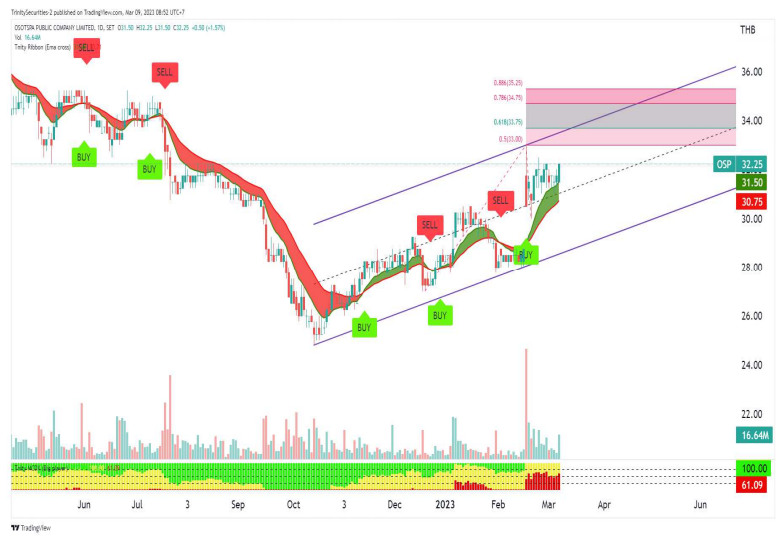 TrinitySecurities-2 published on TradingView.com, Mar 09, 2023 08:52 UTC+7
OSOTSPA PUBLIC COMPANY LIMITED, 1D, SET O31.50 H32.25 L31.50 C32.25 +0.50 (+1.57%)
Vol 16.64M
Trnity Ribbon (Ema cross)
THB
SELL
SELL
BUY
BUY
SELL
SELL
BUY
BUY
BUY
0.886(35.25)
0.786(34.75)
0.618(33.75)
0.5(33.00)
36.00
34.00
OSP 32.25
31.50
30.75
30.00
28.00
26.00
24.00
22.00
16.64M
100.00
61.09
Jun Jul 3 Sep Oct 3 Dec 2023 Feb Mar Apr Jun
TradingView